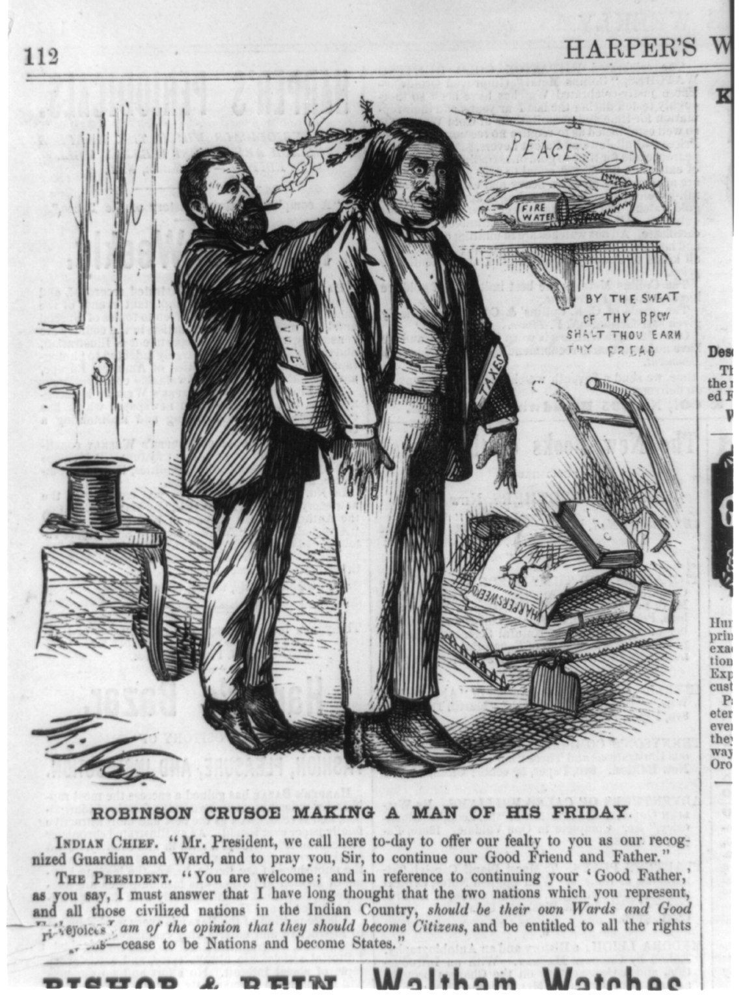 112
HARPER'S W
K
PEACE
FIRE
WATER
BY THE SWEAT
OF THY BROW
SHALT THOU EARN
THY BREAD
VOTE
TAXES
HARPERS WEEKLY
Desc
Th
the r
ed F
W
6
Hun
prin
exac
tion
Exp
cust
Pa
eter
ever
they
way
Oro
ROBINSON CRUSOE MAKING A MAN OF HIS FRIDAY.
INDIAN CHIEF. "Mr. President, we call here to-day to offer our fealty to you as our recog-
nized Guardian and Ward, and to pray you, Sir, to continue our Good Friend and Father."
THE PRESIDENT. "You are welcome; and in reference to continuing your 'Good Father,'
as you say, I must answer that I have long thought that the two nations which you represent,
and all those civilized nations in the Indian Country, should be their own Wards and Good
am of the opinion that they should become Citizens, and be entitled to all the rights
—cease to be Nations and become States."
BISHOP & REIN
Waltham Watches